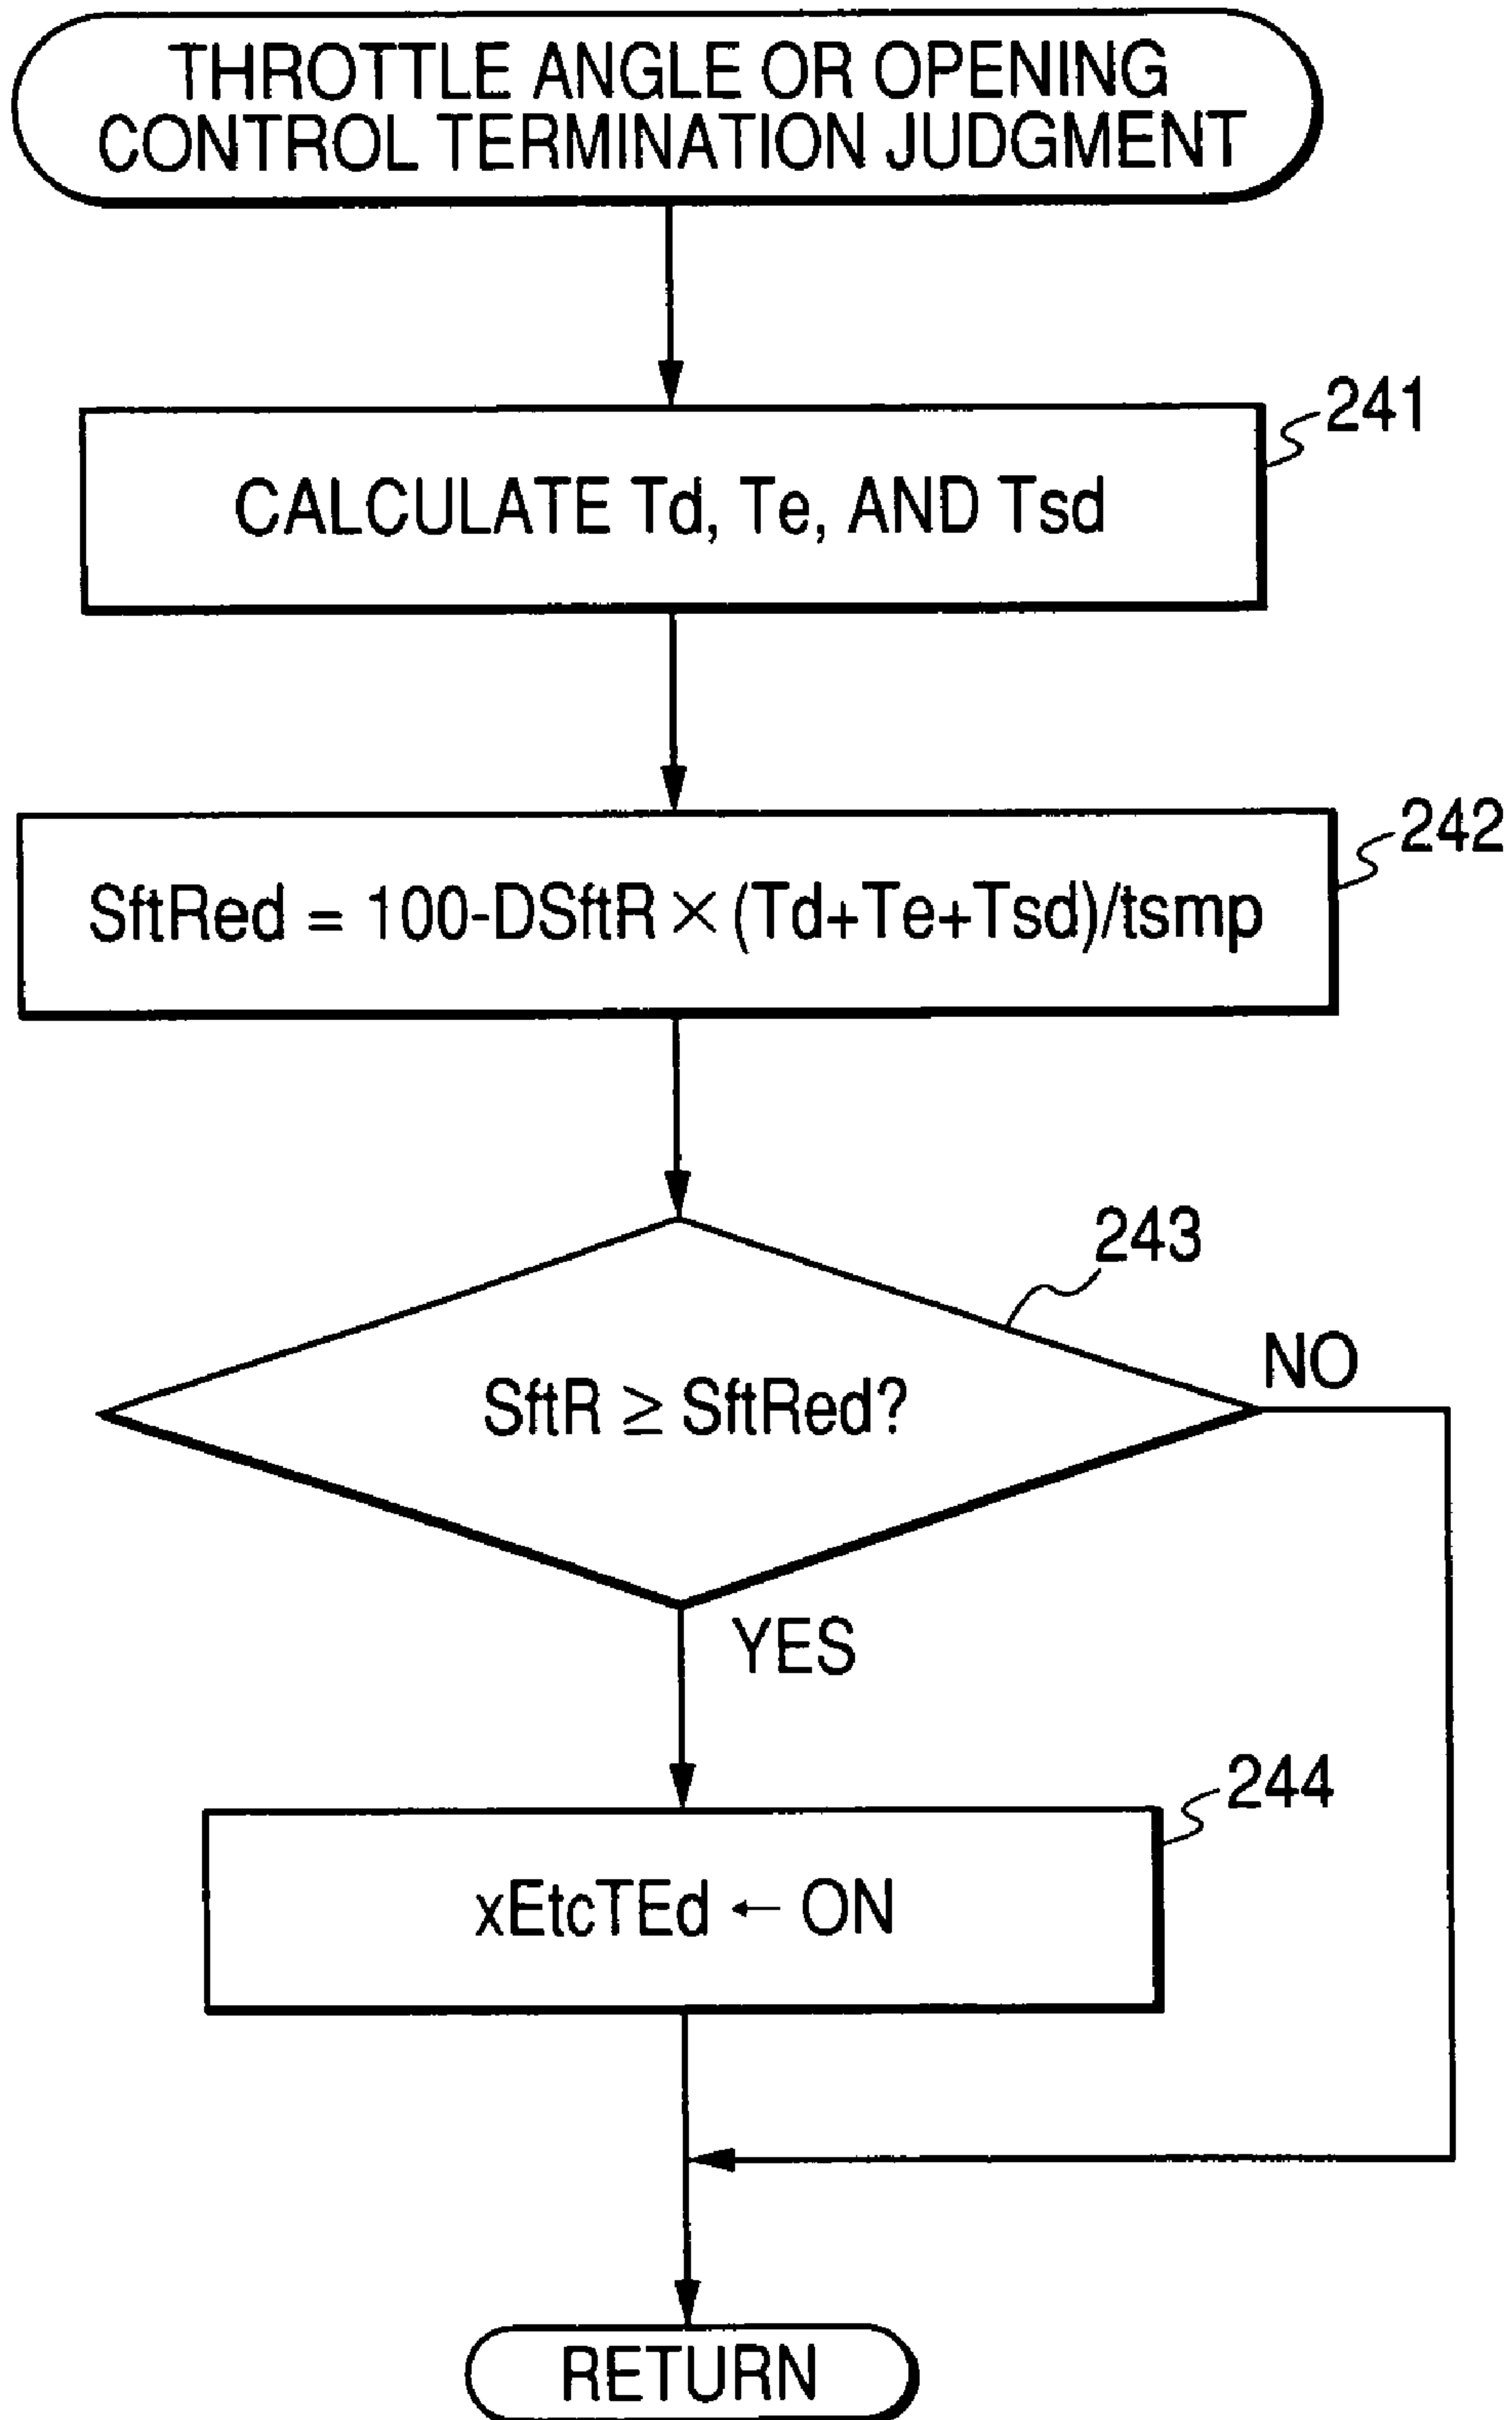 THROTTLE ANGLE OR OPENING
CONTROL TERMINATION JUDGMENT
241
CALCULATE Td, Te, AND Tsd
242
SftRed = 100-DSftR × (Td+Te+Tsd)/tsmp
243
SftR ≥ SftRed?
NO
YES
244
xEtcTEd ← ON
RETURN